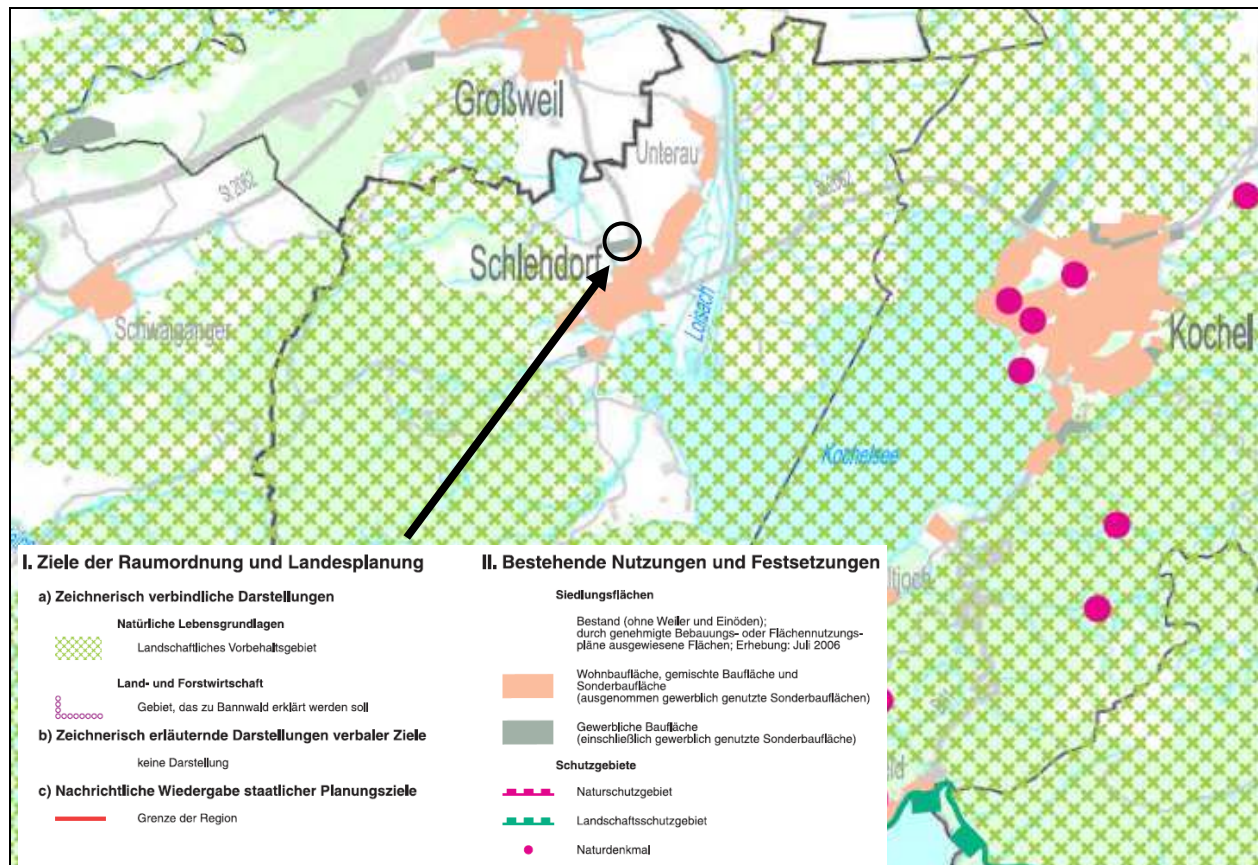 Großweil
Unterau
St 2062
St 2062
Schlehdorf
Schwaiganger
Loisach
Kochel
Kochelsee
I. Ziele der Raumordnung und Landesplanung
a) Zeichnerisch verbindliche Darstellungen
Natürliche Lebensgrundlagen
Landschaftliches Vorbehaltsgebiet
Land- und Forstwirtschaft
Gebiet, das zu Bannwald erklärt werden soll
b) Zeichnerisch erläuternde Darstellungen verbaler Ziele
keine Darstellung
c) Nachrichtliche Wiedergabe staatlicher Planungsziele
Grenze der Region
II. Bestehende Nutzungen und Festsetzungen
Siedlungsflächen
Bestand (ohne Weiler und Einöden);
durch genehmigte Bebauungs- oder Flächennutzungs-
pläne ausgewiesene Flächen; Erhebung: Juli 2006
Wohnbaufläche, gemischte Baufläche und
Sonderbaufläche
(ausgenommen gewerblich genutzte Sonderbauflächen)
Gewerbliche Baufläche
(einschließlich gewerblich genutzte Sonderbaufläche)
Schutzgebiete
Naturschutzgebiet
Landschaftsschutzgebiet
Naturdenkmal